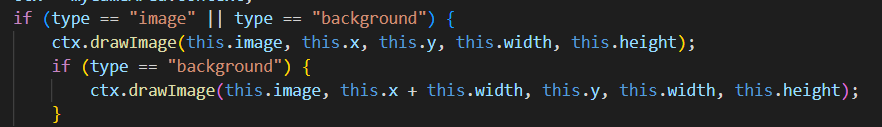 if (type == "image" || type == "background") {
ctx.drawImage(this.image, this.x, this.y, this.width, this.height);
if (type == "background") {
ctx.drawImage(this.image, this.x + this.width, this.y, this.width, this.height);
}